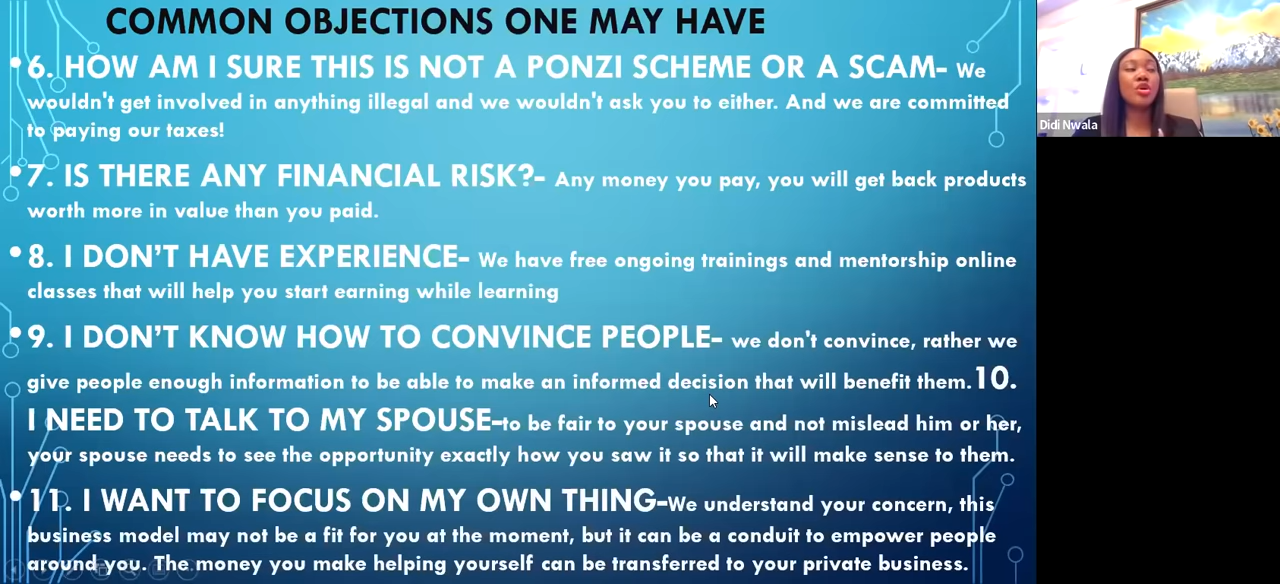 COMMON OBJECTIONS ONE MAY HAVE
• 6. HOW AM I SURE THIS IS NOT A PONZI SCHEME OR A SCAM- We
wouldn't get involved in anything illegal and we wouldn't ask you to either. And we are committed
to paying our taxes!
• 7. IS THERE ANY FINANCIAL RISK?- Any money you pay, you will get back products
worth more in value than you paid.
• 8. I DON'T HAVE EXPERIENCE- We have free ongoing trainings and mentorship online
classes that will help you start earning while learning
• 9. I DON'T KNOW HOW TO CONVINCE PEOPLE- we don't convince, rather we
give people enough information to be able to make an informed decision that will benefit them.10.
I NEED TO TALK TO MY SPOUSE-to be fair to your spouse and not mislead him or her,
your spouse needs to see the opportunity exactly how you saw it so that it will make sense to them.
• 11. I WANT TO FOCUS ON MY OWN THING-We understand your concern, this
business model may not be a fit for you at the moment, but it can be a conduit to empower people
around you. The money you make helping yourself can be transferred to your private business.
Didi Nwala